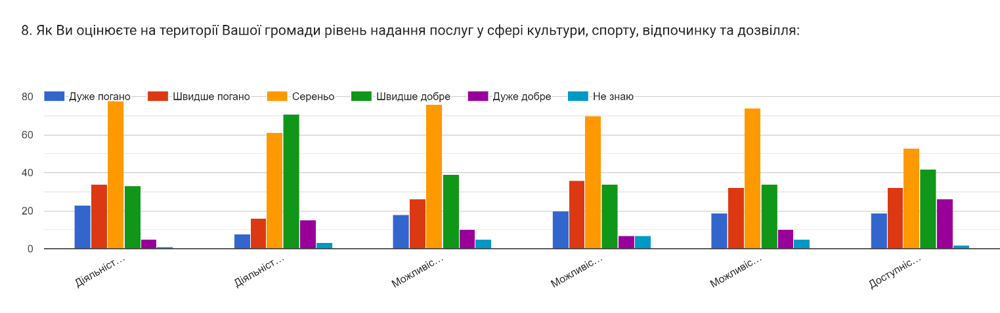 8. Як Ви оцінюєте на території Вашої громади рівень надання послуг у сфері культури, спорту, відпочинку та дозвілля:
80 Дуже погано Швидше погано Сереньо Швидше добре Дуже добре Не знаю
60
40
20
0
Діяльніст... Діяльніст... Можливіс... Можливіс... Можливіс... Доступніс...